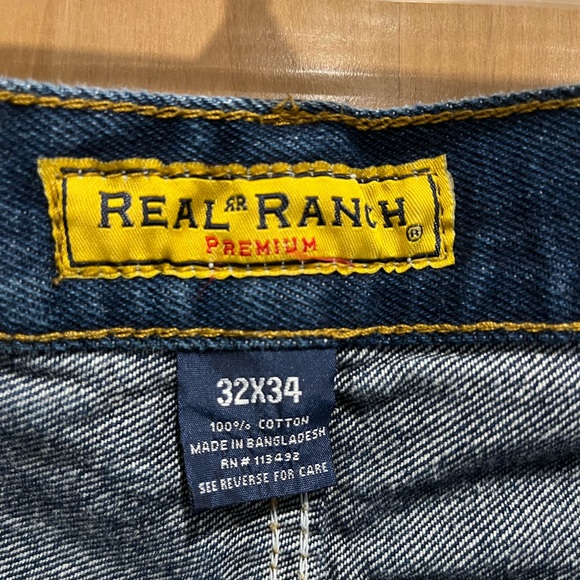 REAL RR RANCH®
PREMIUM
32X34
100% COTTON
MADE IN BANGLADESH
RN# 113492
SEE REVERSE FOR CARE